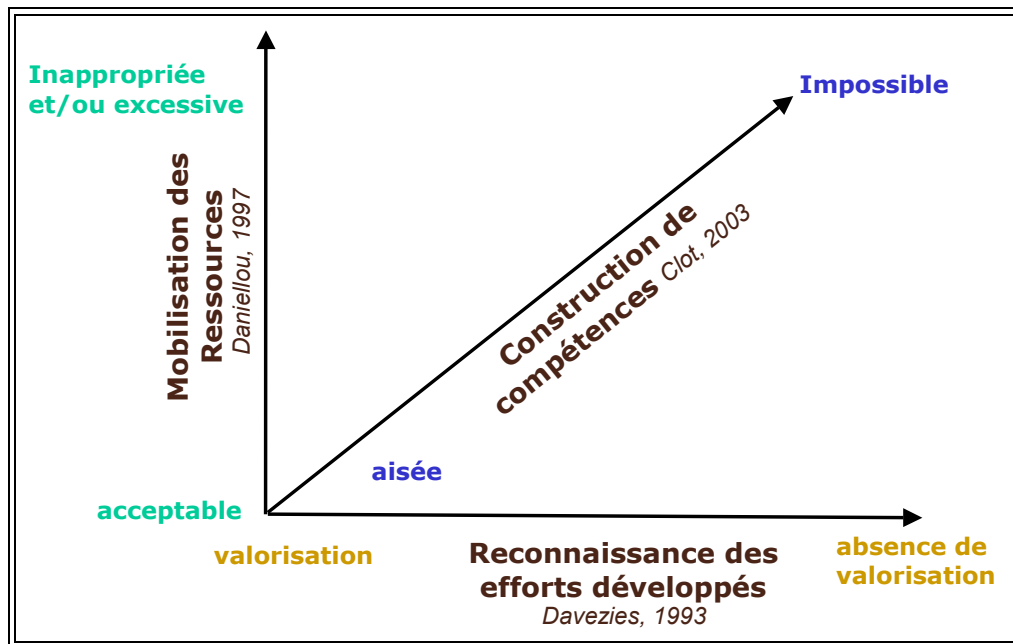 Inappropriée
et/ou excessive
Impossible
Mobilisation des
Ressources
Daniellou, 1997
Construction de
compétences Clot, 2003
aisée
acceptable
valorisation
Reconnaissance des
efforts développés
Davezies, 1993
absence de
valorisation